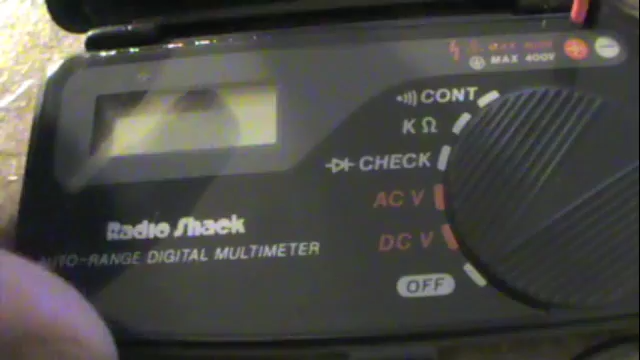 MAX 400V
CONT
KΩ
CHECK
AC V
DC V
OFF
Radio Shack
AUTO-RANGE DIGITAL MULTIMETER